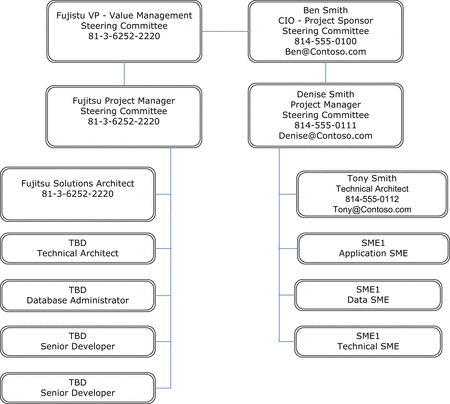 Fujistu VP - Value Management
Steering Committee
81-3-6252-2220
Ben Smith
CIO - Project Sponsor
Steering Committee
814-555-0100
Ben@Contoso.com
Fujitsu Project Manager
Steering Committee
81-3-6252-2220
Denise Smith
Project Manager
Steering Committee
814-555-0111
Denise@Contoso.com
Fujitsu Solutions Architect
81-3-6252-2220
TBD
Technical Architect
TBD
Database Administrator
TBD
Senior Developer
TBD
Senior Developer
Tony Smith
Technical Architect
814-555-0112
Tony@Contoso.com
SME1
Application SME
SME1
Data SME
SME1
Technical SME